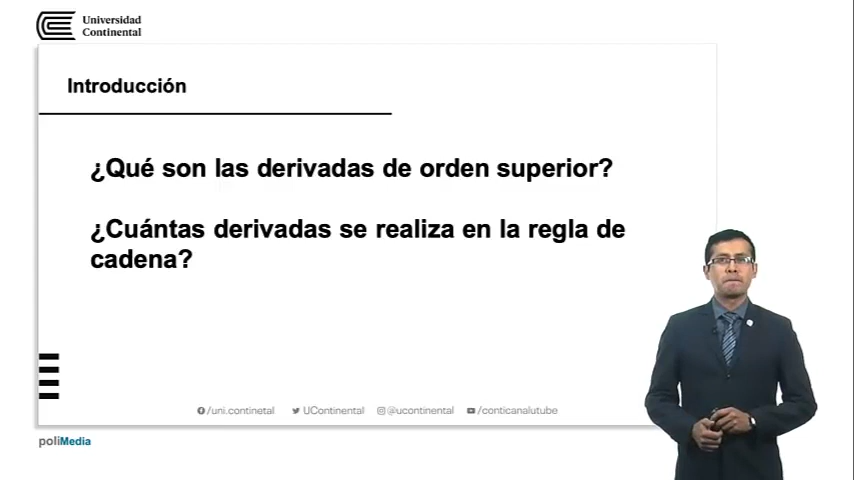 Universidad
Continental
Introducción
¿Qué son las derivadas de orden superior?
¿Cuántas derivadas se realiza en la regla de
cadena?
/uni.continetal UContinental @ucontinental /conticanalutube
poliMedia